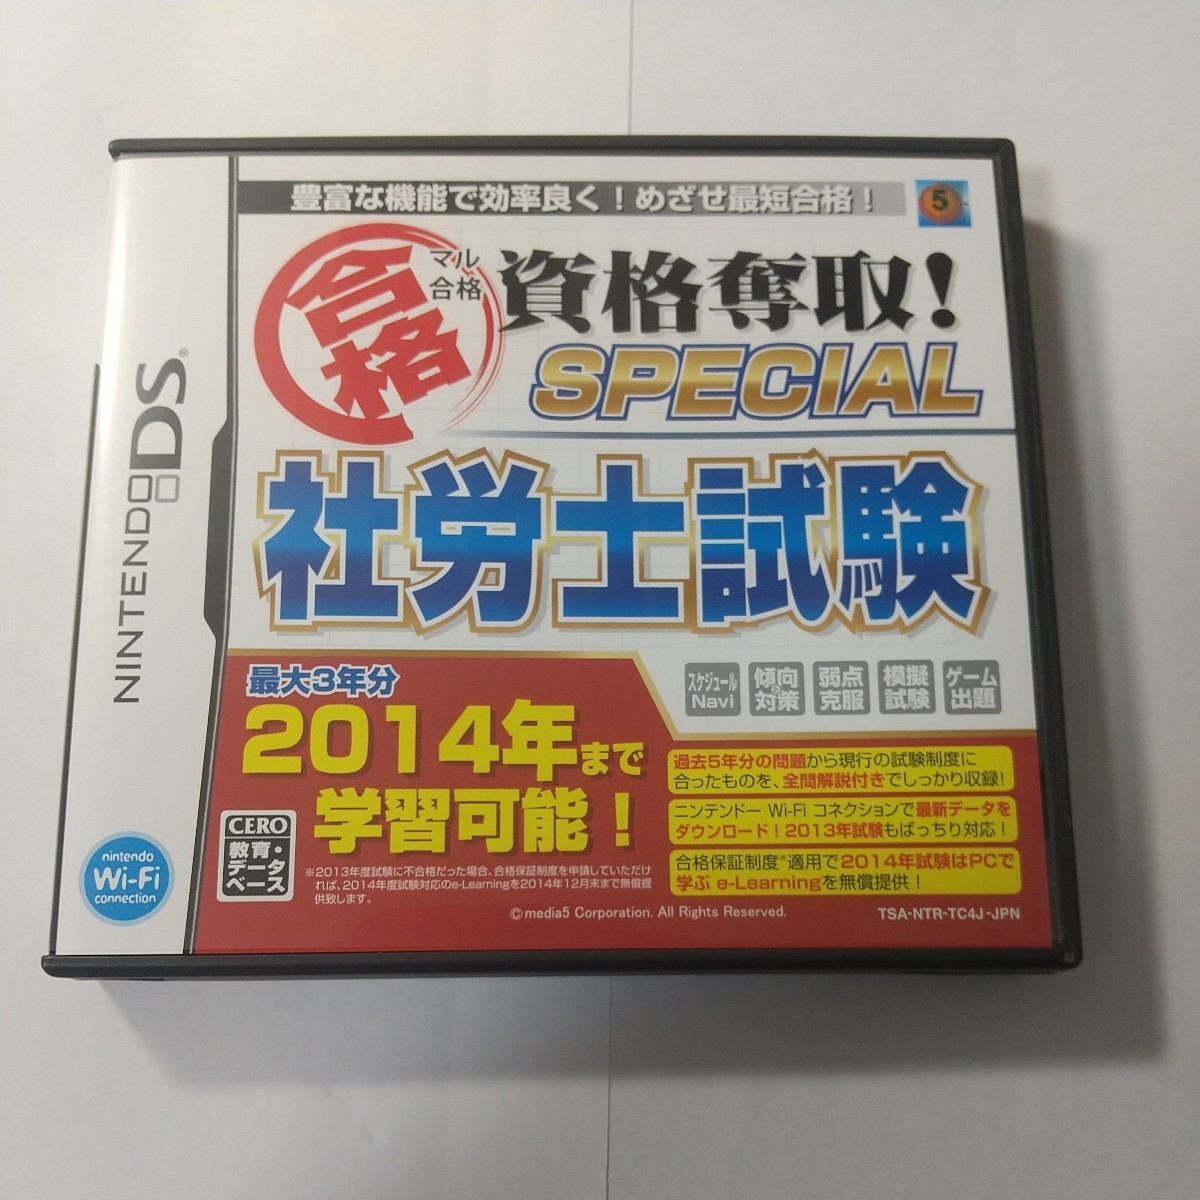 NINTENDO DS®
nintendo
Wi-Fi
connection
豊富な機能で効率良く！めざせ最短合格！
5
合格
マル
合格
資格奪取！
SPECIAL
社労士試験
スケジュール
Navi
傾向
と
対策
弱点
克服
模擬
試験
ゲーム
出題
最大3年分
2014年まで
学習可能！
CERO
教育・
データ
ベース
※2013年度試験に不合格だった場合、合格保証制度を申請していただけ
れば、2014年度試験対応のe-Learningを2014年12月末まで無償提
供致します。
過去5年分の問題から現行の試験制度に
合ったものを、全問解説付きでしっかり収録！
ニンテンドー Wi-Fi コネクションで最新データを
ダウンロード！2013年試験もばっちり対応！
合格保証制度※適用で2014年試験はPCで
学ぶ e-Learningを無償提供！
©media5 Corporation. All Rights Reserved.
TSA-NTR-TC4J-JPN